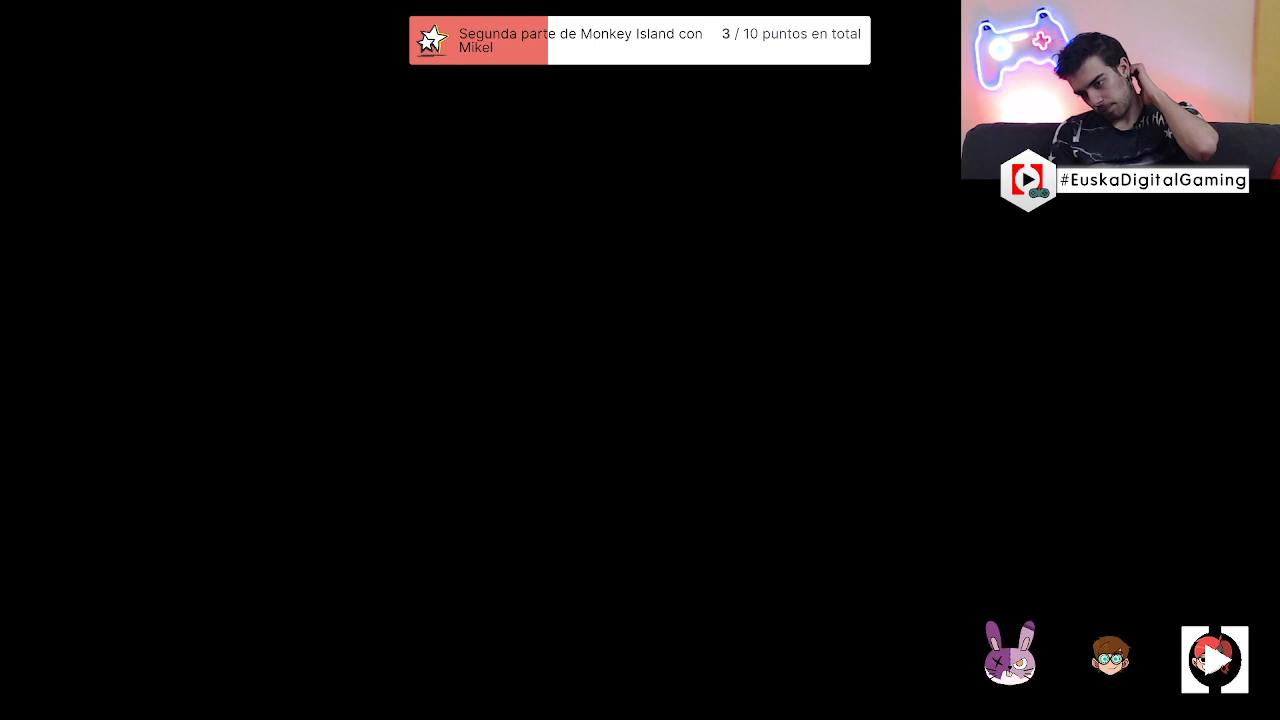 Segunda parte de Monkey Island con
Mikel
3 / 10 puntos en total
#EuskaDigitalGaming